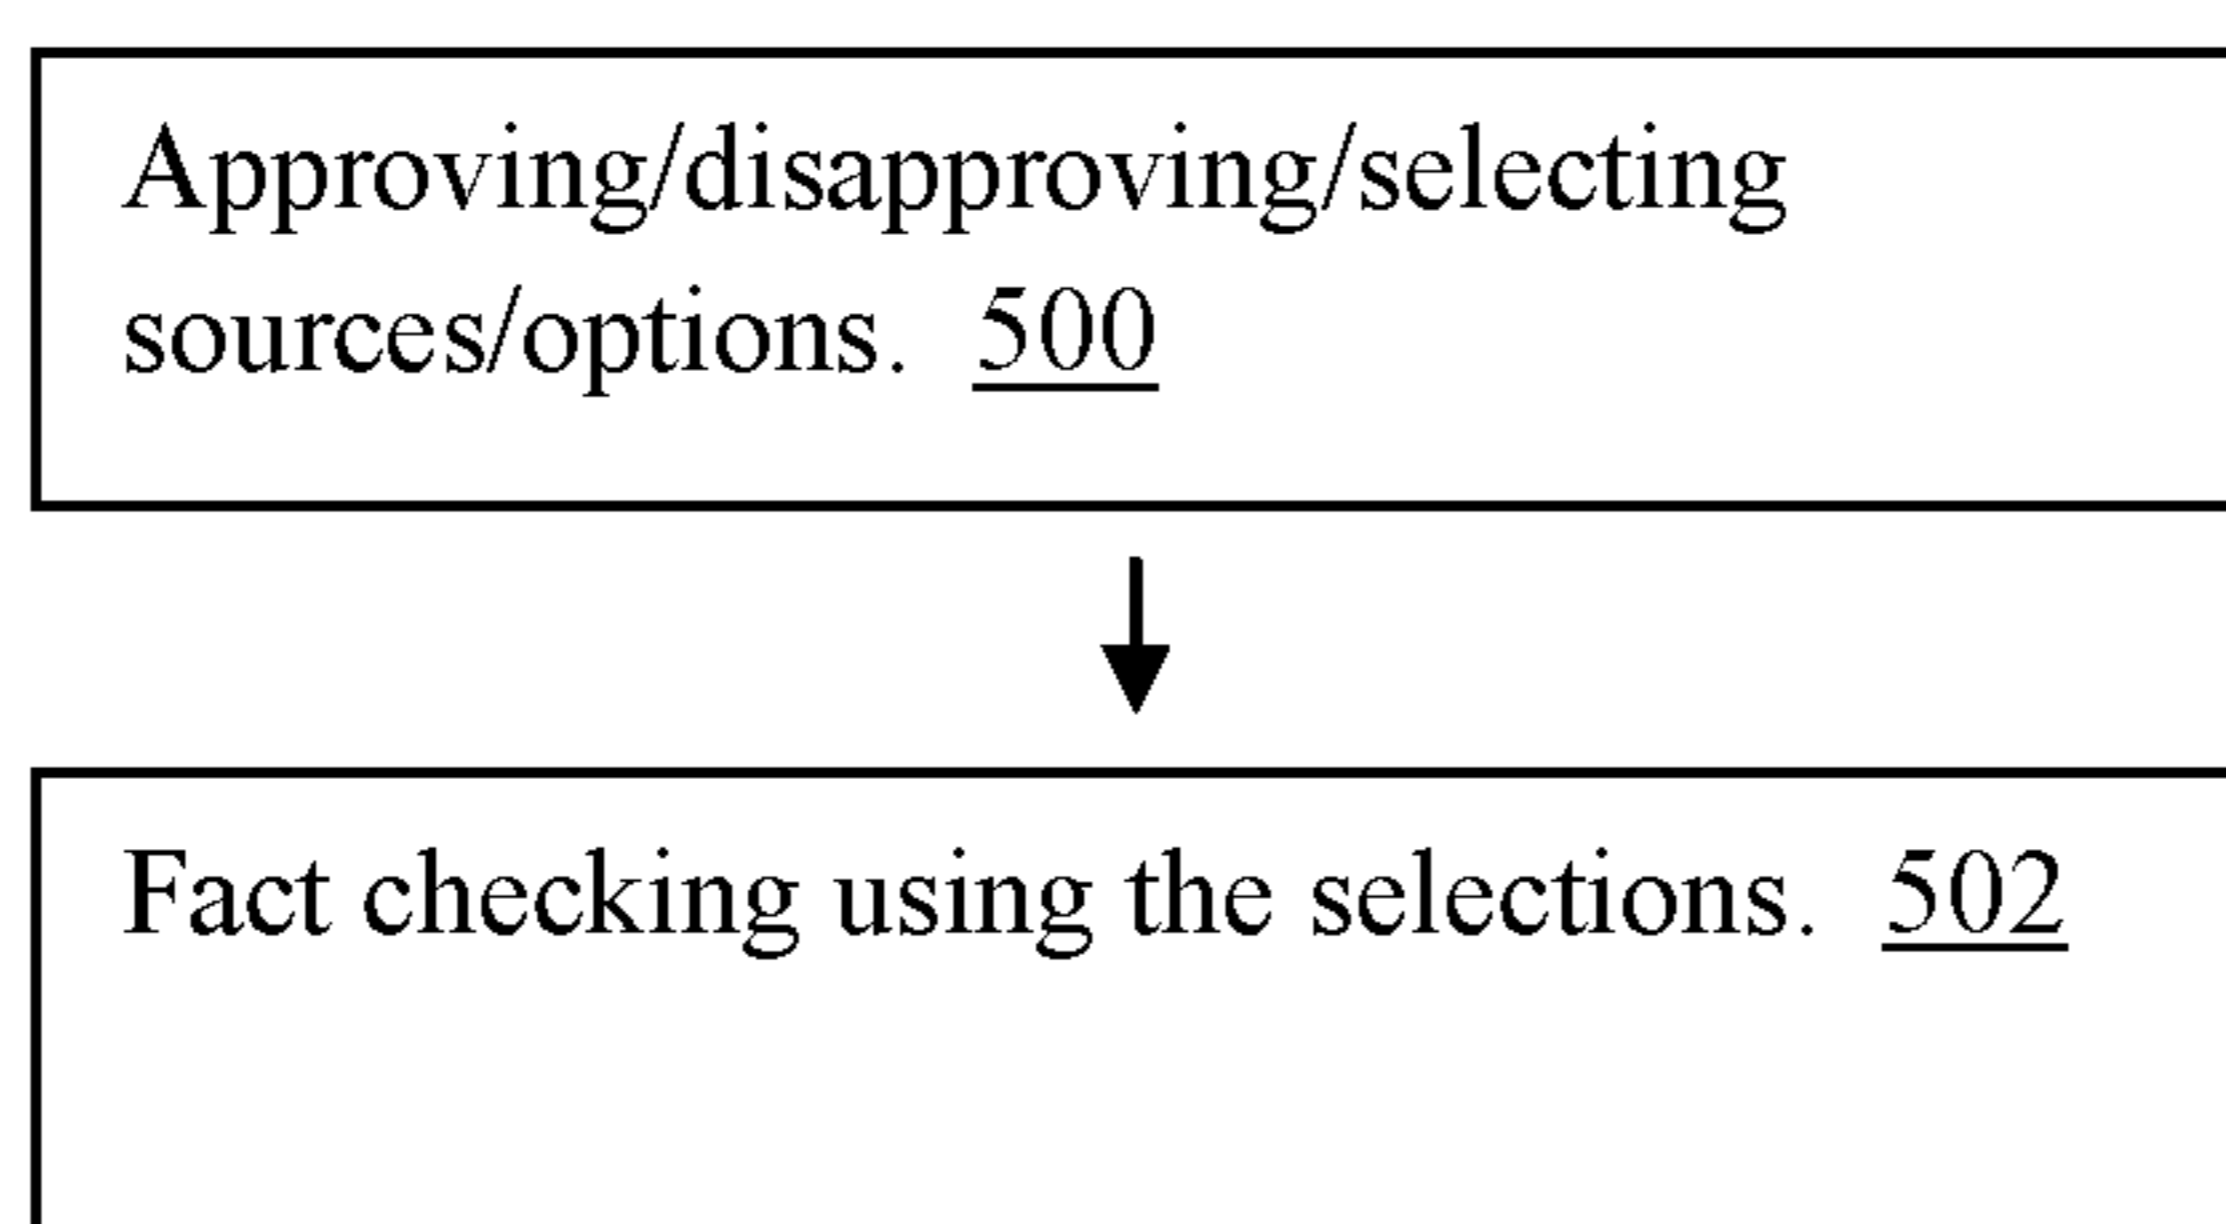 Approving/disapproving/selecting
sources/options. 500
Fact checking using the selections. 502